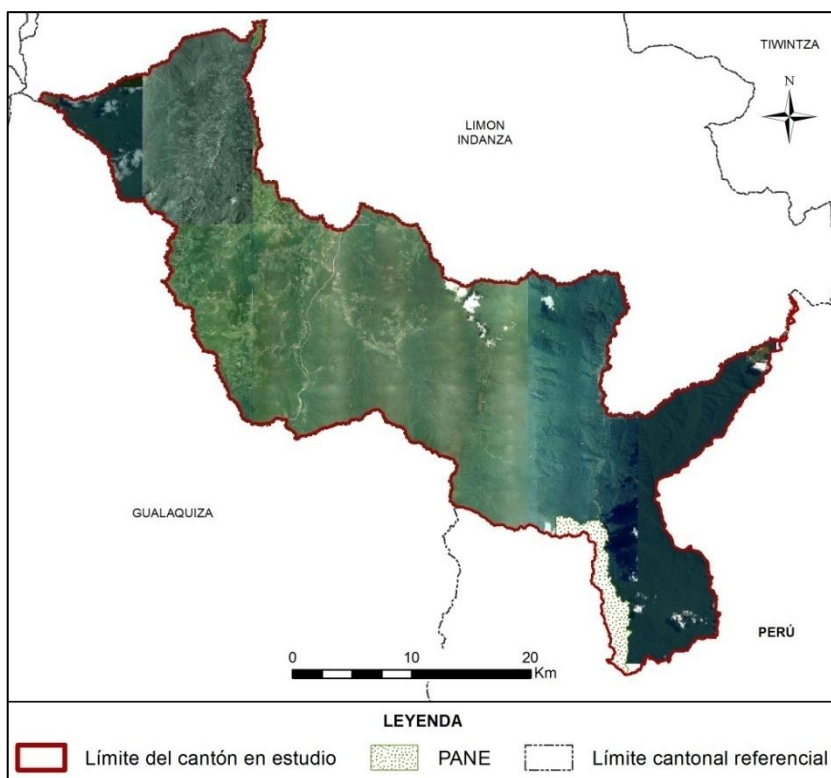 TIWINTZA
N
LIMON
INDANZA
GUALAQUIZA
PERÚ
0 10 20
Km
LEYENDA
Límite del cantón en estudio PANE Límite cantonal referencial